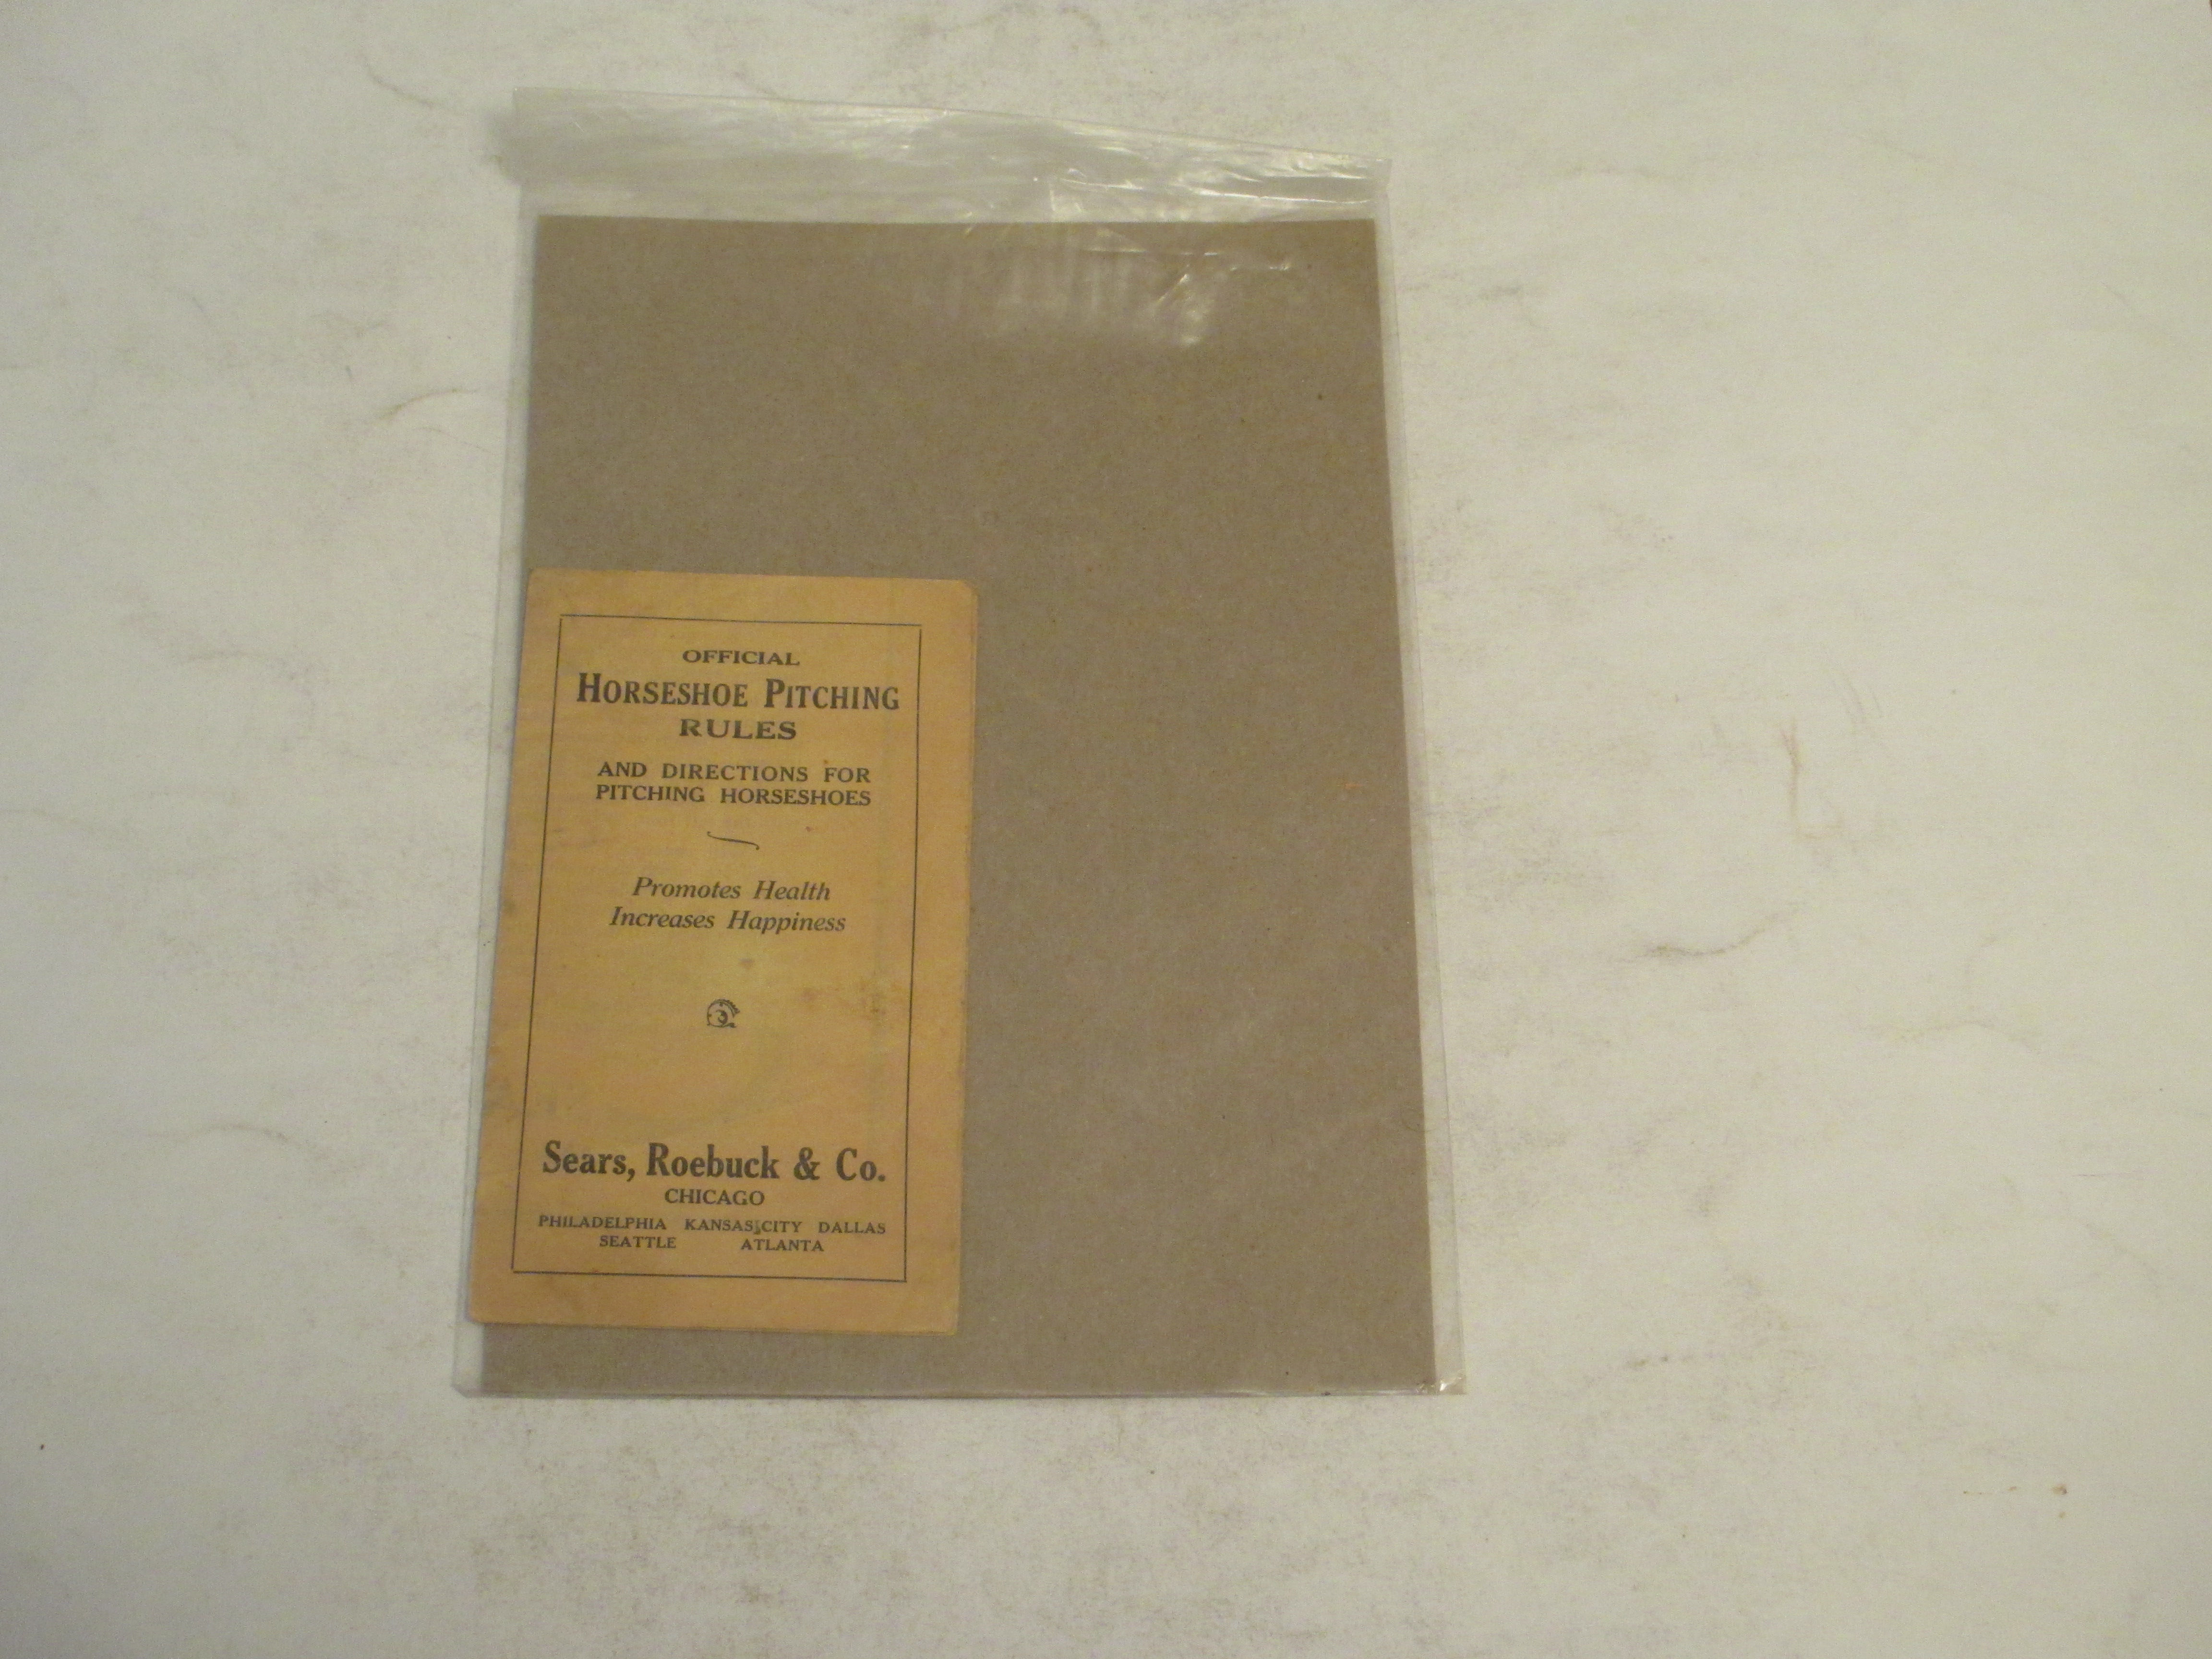 OFFICIAL
HORSESHOE PITCHING
RULES
AND DIRECTIONS FOR
PITCHING HORSESHOES
Promotes Health
Increases Happiness
Sears, Roebuck & Co.
CHICAGO
PHILADELPHIA KANSAS CITY DALLAS
SEATTLE ATLANTA